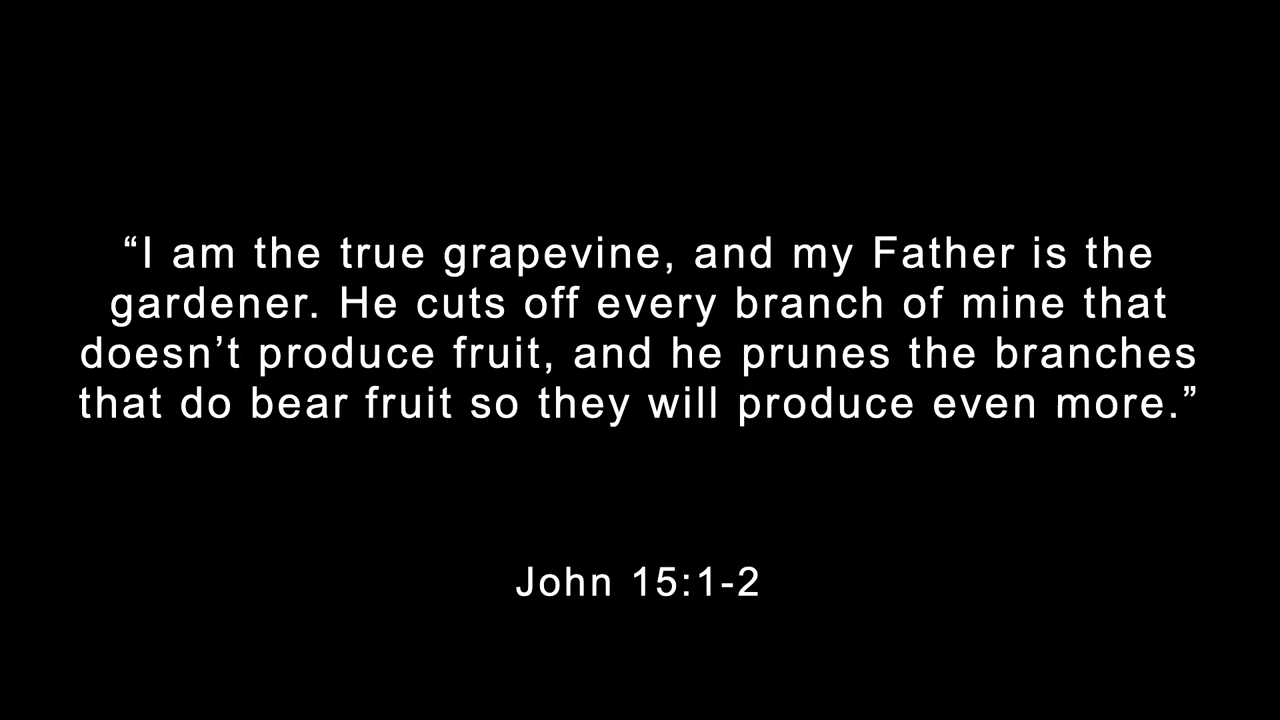 “I am the true grapevine, and my Father is the
gardener. He cuts off every branch of mine that
doesn’t produce fruit, and he prunes the branches
that do bear fruit so they will produce even more.”
John 15:1-2